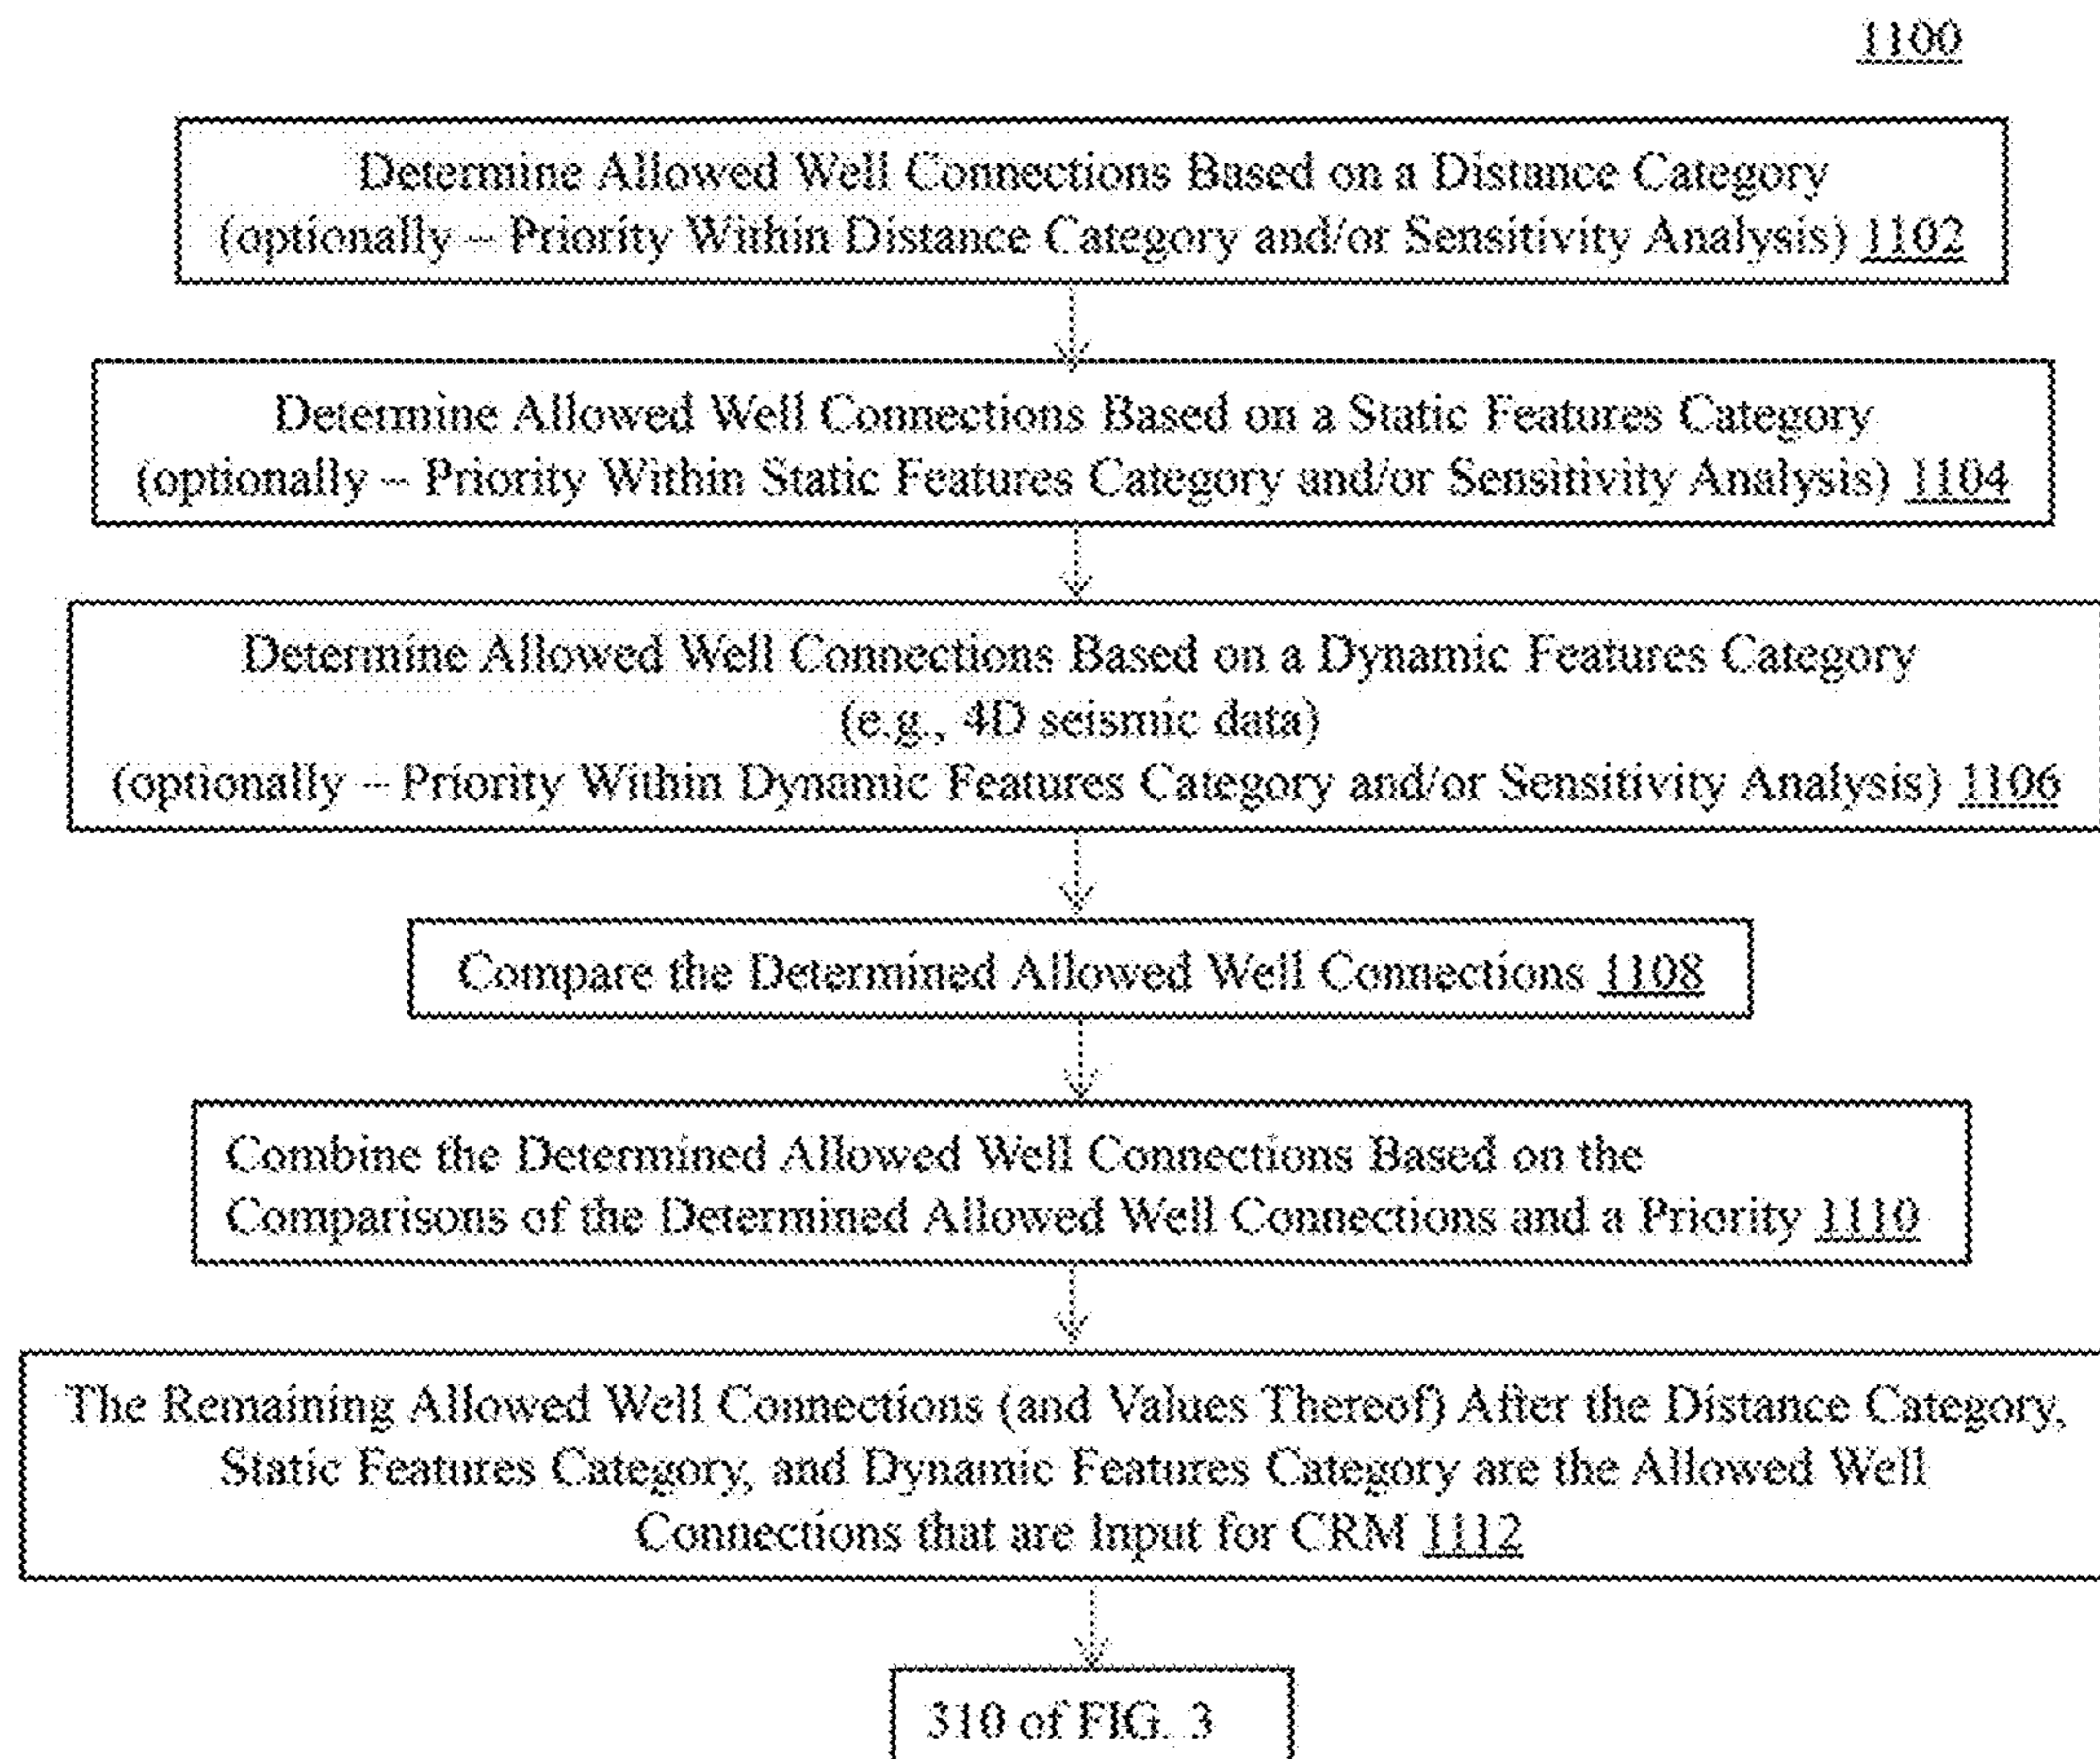 1100
Determine Allowed Well Connections Based on a Distance Category
(optionally – Priority Within Distance Category and/or Sensitivity Analysis) 1102
Determine Allowed Well Connections Based on a Static Features Category
(optionally – Priority Within Static Features Category and/or Sensitivity Analysis) 1104
Determine Allowed Well Connections Based on a Dynamic Features Category
(e.g., 4D seismic data)
(optionally – Priority Within Dynamic Features Category and/or Sensitivity Analysis) 1106
Compare the Determined Allowed Well Connections 1108
Combine the Determined Allowed Well Connections Based on the
Comparisons of the Determined Allowed Well Connections and a Priority 1110
The Remaining Allowed Well Connections (and Values Thereof) After the Distance Category,
Static Features Category, and Dynamic Features Category are the Allowed Well
Connections that are Input for CRM 1112
310 of FIG. 3